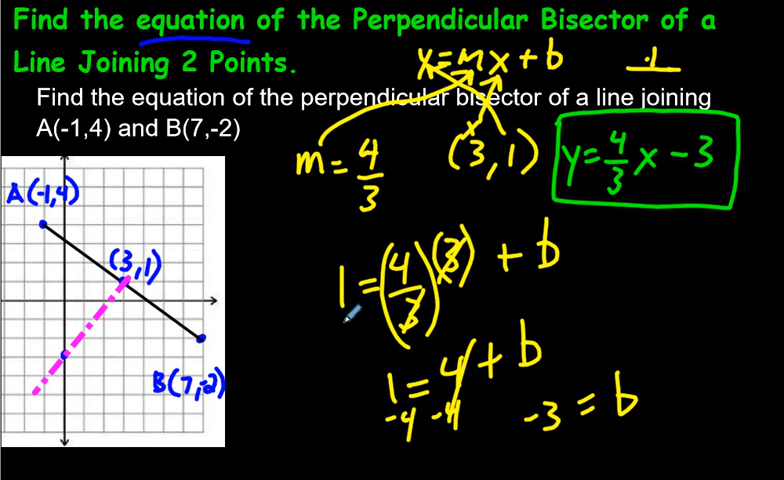 Find the equation of the Perpendicular Bisector of a
Line Joining 2 Points.
Find the equation of the perpendicular bisector of a line joining
A(-1,4) and B(7,-2)
y=mx+b
m=4/3
(3,1)
y=4/3x-3
A(-1,4)
(3,1)
B(7,-2)
1=(4/3)(3)+b
1=4+b
-4 -4
-3=b